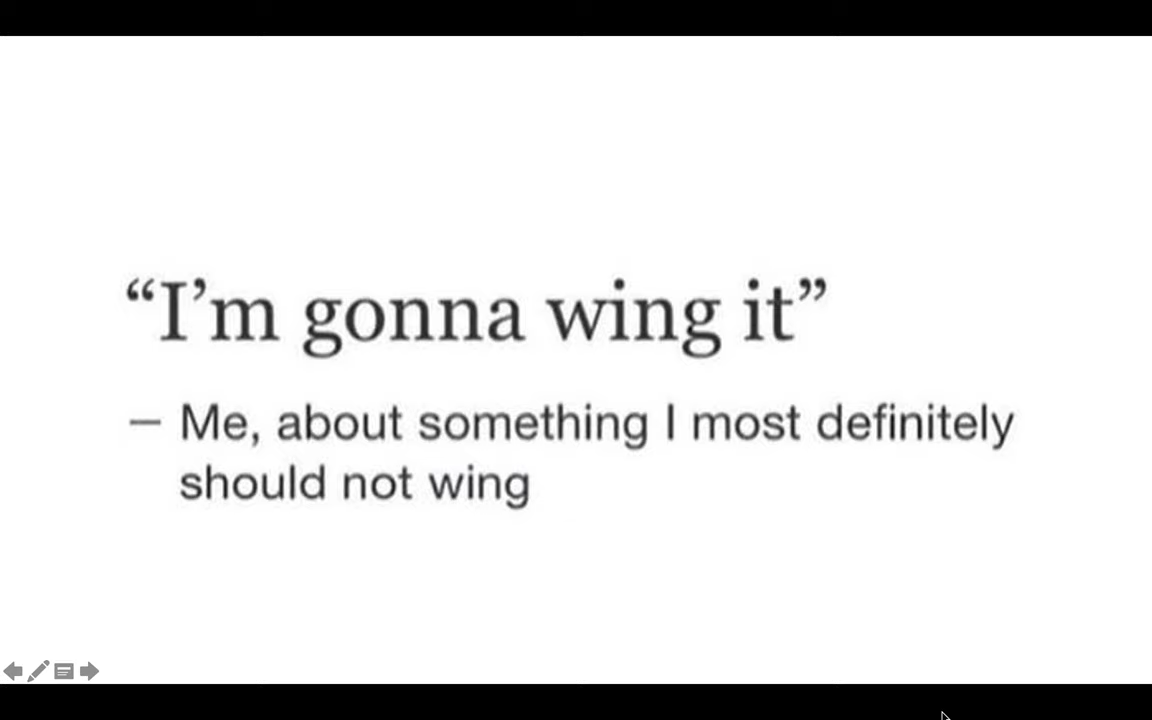 “I’m gonna wing it”
– Me, about something I most definitely
should not wing